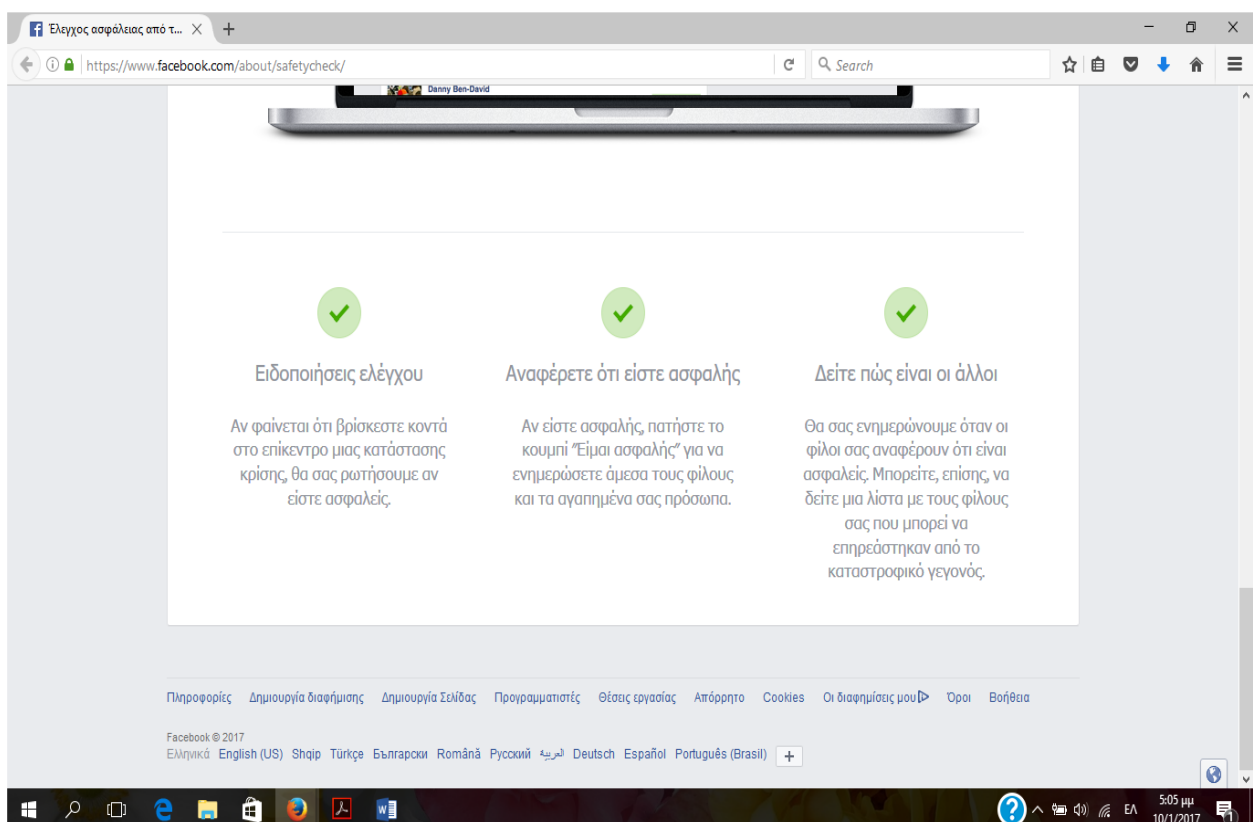 Έλεγχος ασφάλειας από τ...
https://www.facebook.com/about/safetycheck/
Search
Danny Ben-David
Ειδοποιήσεις ελέγχου
Αν φαίνεται ότι βρίσκεστε κοντά
στο επίκεντρο μιας κατάστασης
κρίσης, θα σας ρωτήσουμε αν
είστε ασφαλείς.
Αναφέρετε ότι είστε ασφαλής
Αν είστε ασφαλής, πατήστε το
κουμπί "Είμαι ασφαλής" για να
ενημερώσετε άμεσα τους φίλους
και τα αγαπημένα σας πρόσωπα.
Δείτε πώς είναι οι άλλοι
Θα σας ενημερώνουμε όταν οι
φίλοι σας αναφέρουν ότι είναι
ασφαλείς. Μπορείτε, επίσης, να
δείτε μια λίστα με τους φίλους
σας που μπορεί να
επηρεάστηκαν από το
καταστροφικό γεγονός.
Πληροφορίες Δημιουργία διαφήμισης Δημιουργία Σελίδας Προγραμματιστές Θέσεις εργασίας Απόρρητο Cookies Οι διαφημίσεις μου Όροι Βοήθεια
Facebook © 2017
Ελληνικά English (US) Shqip Türkçe Български Română Русский العربية Deutsch Español Português (Brasil)
ΕΛ
5:05 μμ
10/1/2017